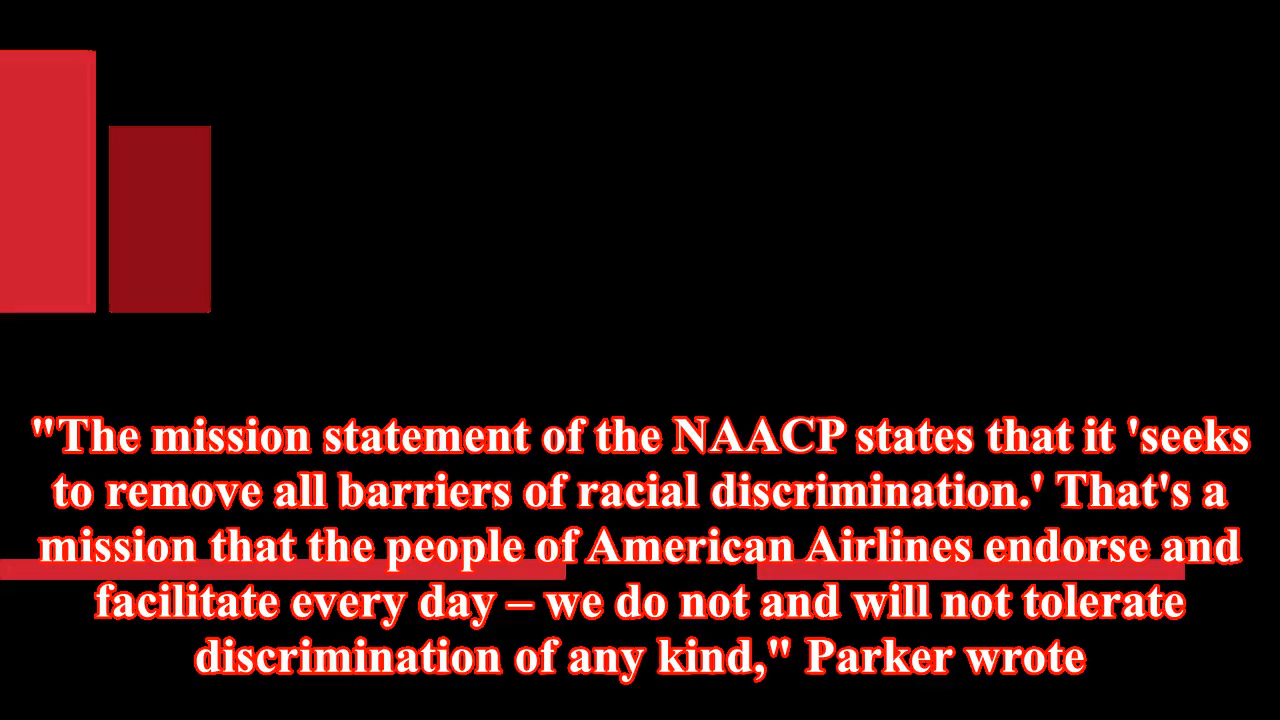 "The mission statement of the NAACP states that it 'seeks
to remove all barriers of racial discrimination.' That's a
mission that the people of American Airlines endorse and
facilitate every day – we do not and will not tolerate
discrimination of any kind," Parker wrote